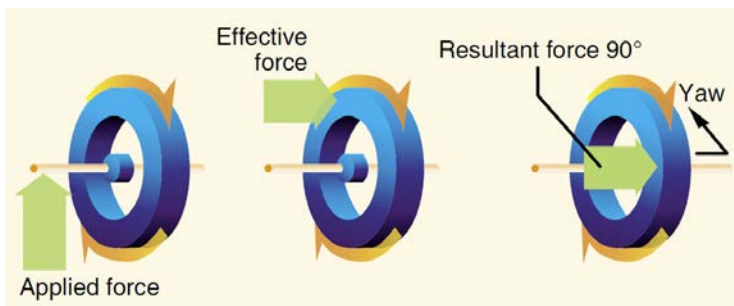 Effective
force
Resultant force 90°
Yaw
Applied force